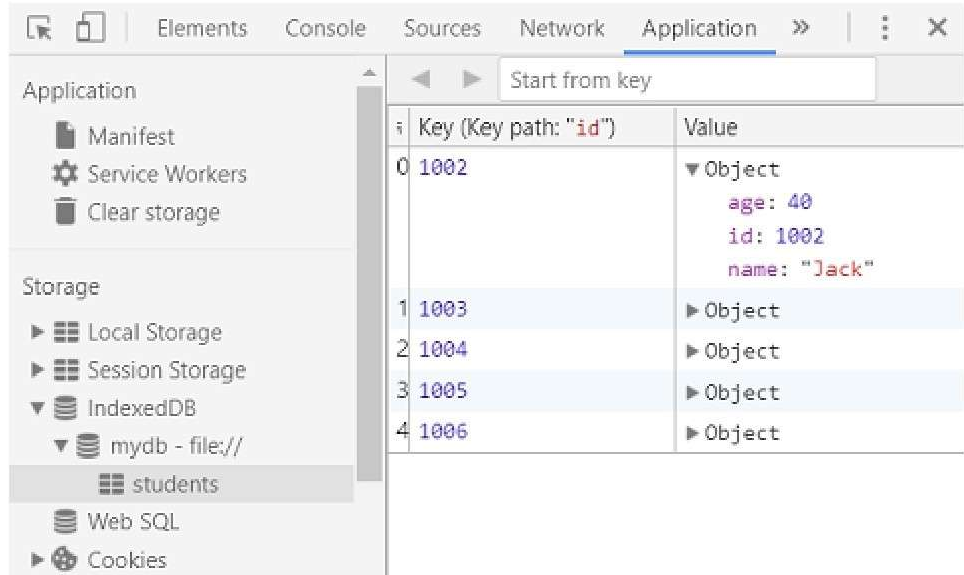 Elements Console Sources Network Application »
Application
Manifest
Service Workers
Clear storage
Storage
Local Storage
Session Storage
IndexedDB
mydb - file://
students
Web SQL
Cookies
Start from key
Key (Key path: "id") Value
0 1002 Object
age: 40
id: 1002
name: "Jack"
1 1003 Object
2 1004 Object
3 1005 Object
4 1006 Object